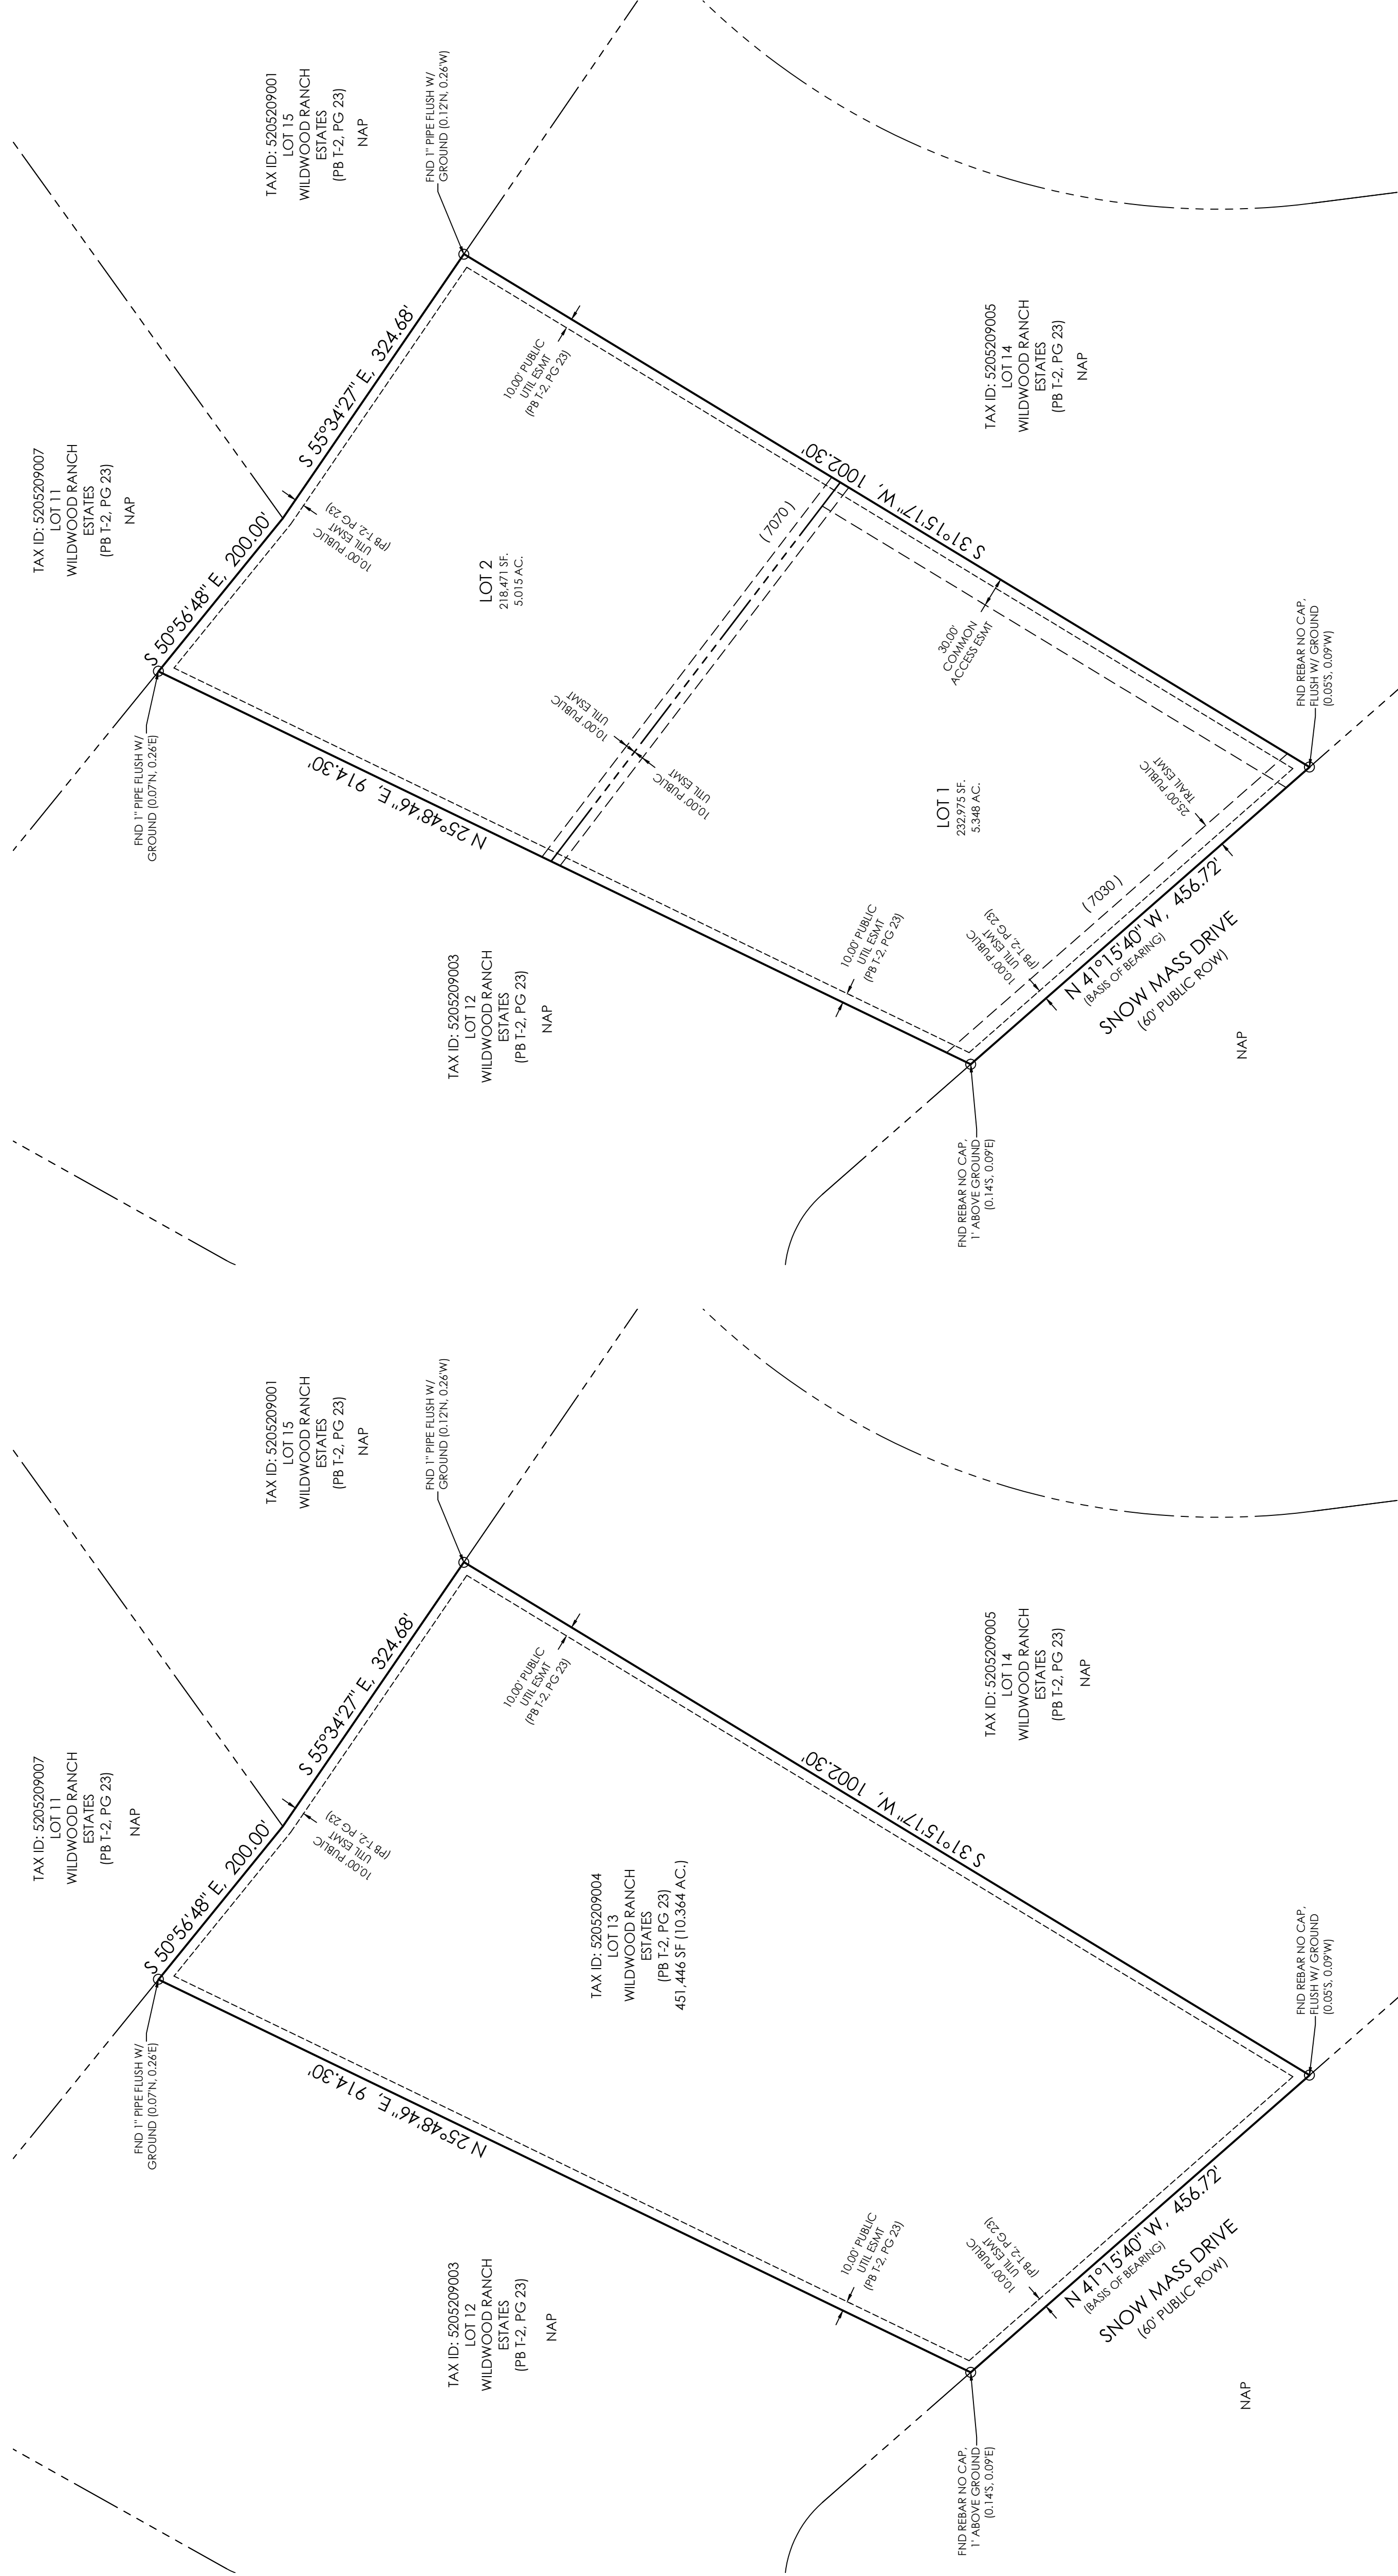 TAX ID: 5205209001
LOT 15
WILDWOOD RANCH
ESTATES
(PB T-2, PG 23)
NAP
FND 1" PIPE FLUSH W/
GROUND (0.12'N, 0.26'W)
TAX ID: 5205209007
LOT 11
WILDWOOD RANCH
ESTATES
(PB T-2, PG 23)
NAP
S 50°56'48" E, 200.00'
S 55°34'27" E, 324.68'
10.00' PUBLIC
UTIL ESMT
(PB T-2, PG 23)
10.00' PUBLIC
UTIL ESMT
(PB T-2, PG 23)
TAX ID: 5205209005
LOT 14
WILDWOOD RANCH
ESTATES
(PB T-2, PG 23)
NAP
FND 1" PIPE FLUSH W/
GROUND (0.07'N, 0.26'E)
N 25°48'46" E, 914.30'
LOT 2
218,471 SF.
5.015 AC.
(7070)
S 31°15'17" W, 1002.30'
10.00' PUBLIC
UTIL ESMT
10.00' PUBLIC
UTIL ESMT
30.00'
COMMON
ACCESS ESMT
LOT 1
232,975 SF.
5.348 AC.
25.00' PUBLIC
TRAIL ESMT
FND REBAR NO CAP,
FLUSH W/ GROUND
(0.05'S, 0.09'W)
TAX ID: 5205209003
LOT 12
WILDWOOD RANCH
ESTATES
(PB T-2, PG 23)
NAP
10.00' PUBLIC
UTIL ESMT
(PB T-2, PG 23)
10.00' PUBLIC
UTIL ESMT
(PB T-2, PG 23)
(7030)
N 41°15'40" W, 456.72'
(BASIS OF BEARING)
SNOW MASS DRIVE
(60' PUBLIC ROW)
NAP
FND REBAR NO CAP,
1' ABOVE GROUND
(0.14'S, 0.09'E)
TAX ID: 5205209001
LOT 15
WILDWOOD RANCH
ESTATES
(PB T-2, PG 23)
NAP
FND 1" PIPE FLUSH W/
GROUND (0.12'N, 0.26'W)
TAX ID: 5205209007
LOT 11
WILDWOOD RANCH
ESTATES
(PB T-2, PG 23)
NAP
S 50°56'48" E, 200.00'
S 55°34'27" E, 324.68'
10.00' PUBLIC
UTIL ESMT
(PB T-2, PG 23)
10.00' PUBLIC
UTIL ESMT
(PB T-2, PG 23)
TAX ID: 5205209005
LOT 14
WILDWOOD RANCH
ESTATES
(PB T-2, PG 23)
NAP
FND 1" PIPE FLUSH W/
GROUND (0.07'N, 0.26'E)
N 25°48'46" E, 914.30'
TAX ID: 5205209004
LOT 13
WILDWOOD RANCH
ESTATES
(PB T-2, PG 23)
451,446 SF (10.364 AC.)
S 31°15'17" W, 1002.30'
FND REBAR NO CAP,
FLUSH W/ GROUND
(0.05'S, 0.09'W)
TAX ID: 5205209003
LOT 12
WILDWOOD RANCH
ESTATES
(PB T-2, PG 23)
NAP
10.00' PUBLIC
UTIL ESMT
(PB T-2, PG 23)
10.00' PUBLIC
UTIL ESMT
(PB T-2, PG 23)
N 41°15'40" W, 456.72'
(BASIS OF BEARING)
SNOW MASS DRIVE
(60' PUBLIC ROW)
NAP
FND REBAR NO CAP,
1' ABOVE GROUND
(0.14'S, 0.09'E)